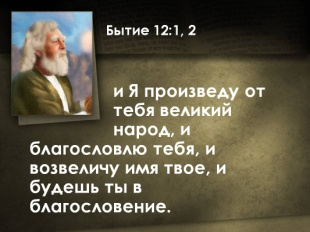 Бытие 12:1, 2
и Я произведу от
тебя великий
народ, и
благословлю тебя, и
возвеличу имя твое, и
будешь ты в
благословение.